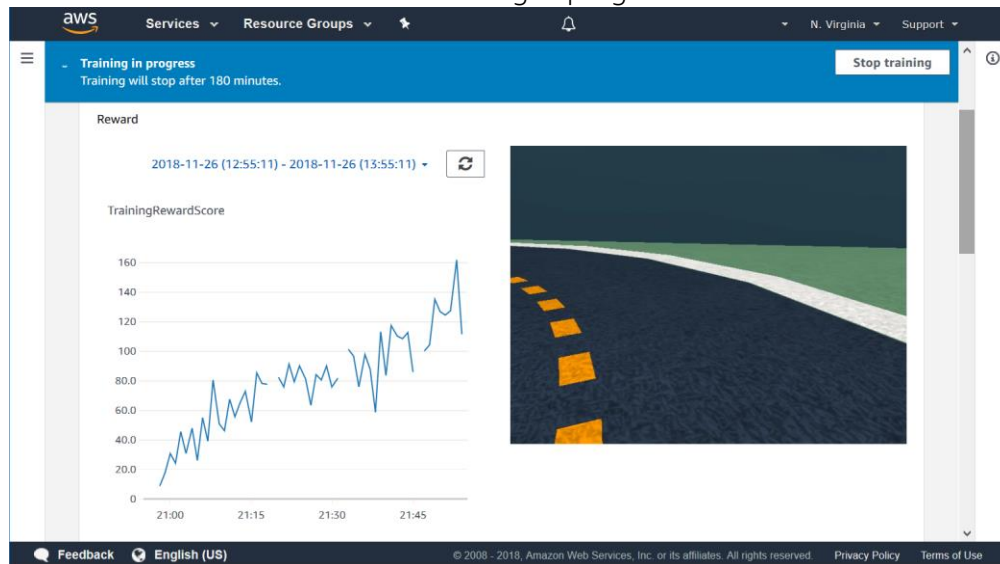 aws Services Resource Groups N. Virginia Support
Training in progress
Training will stop after 180 minutes.
Stop training
Reward
2018-11-26 (12:55:11) - 2018-11-26 (13:55:11)
TrainingRewardScore
160
140
120
100
80.0
60.0
40.0
20.0
0
21:00 21:15 21:30 21:45
Feedback English (US) © 2008 - 2018, Amazon Web Services, Inc. or its affiliates. All rights reserved. Privacy Policy Terms of Use